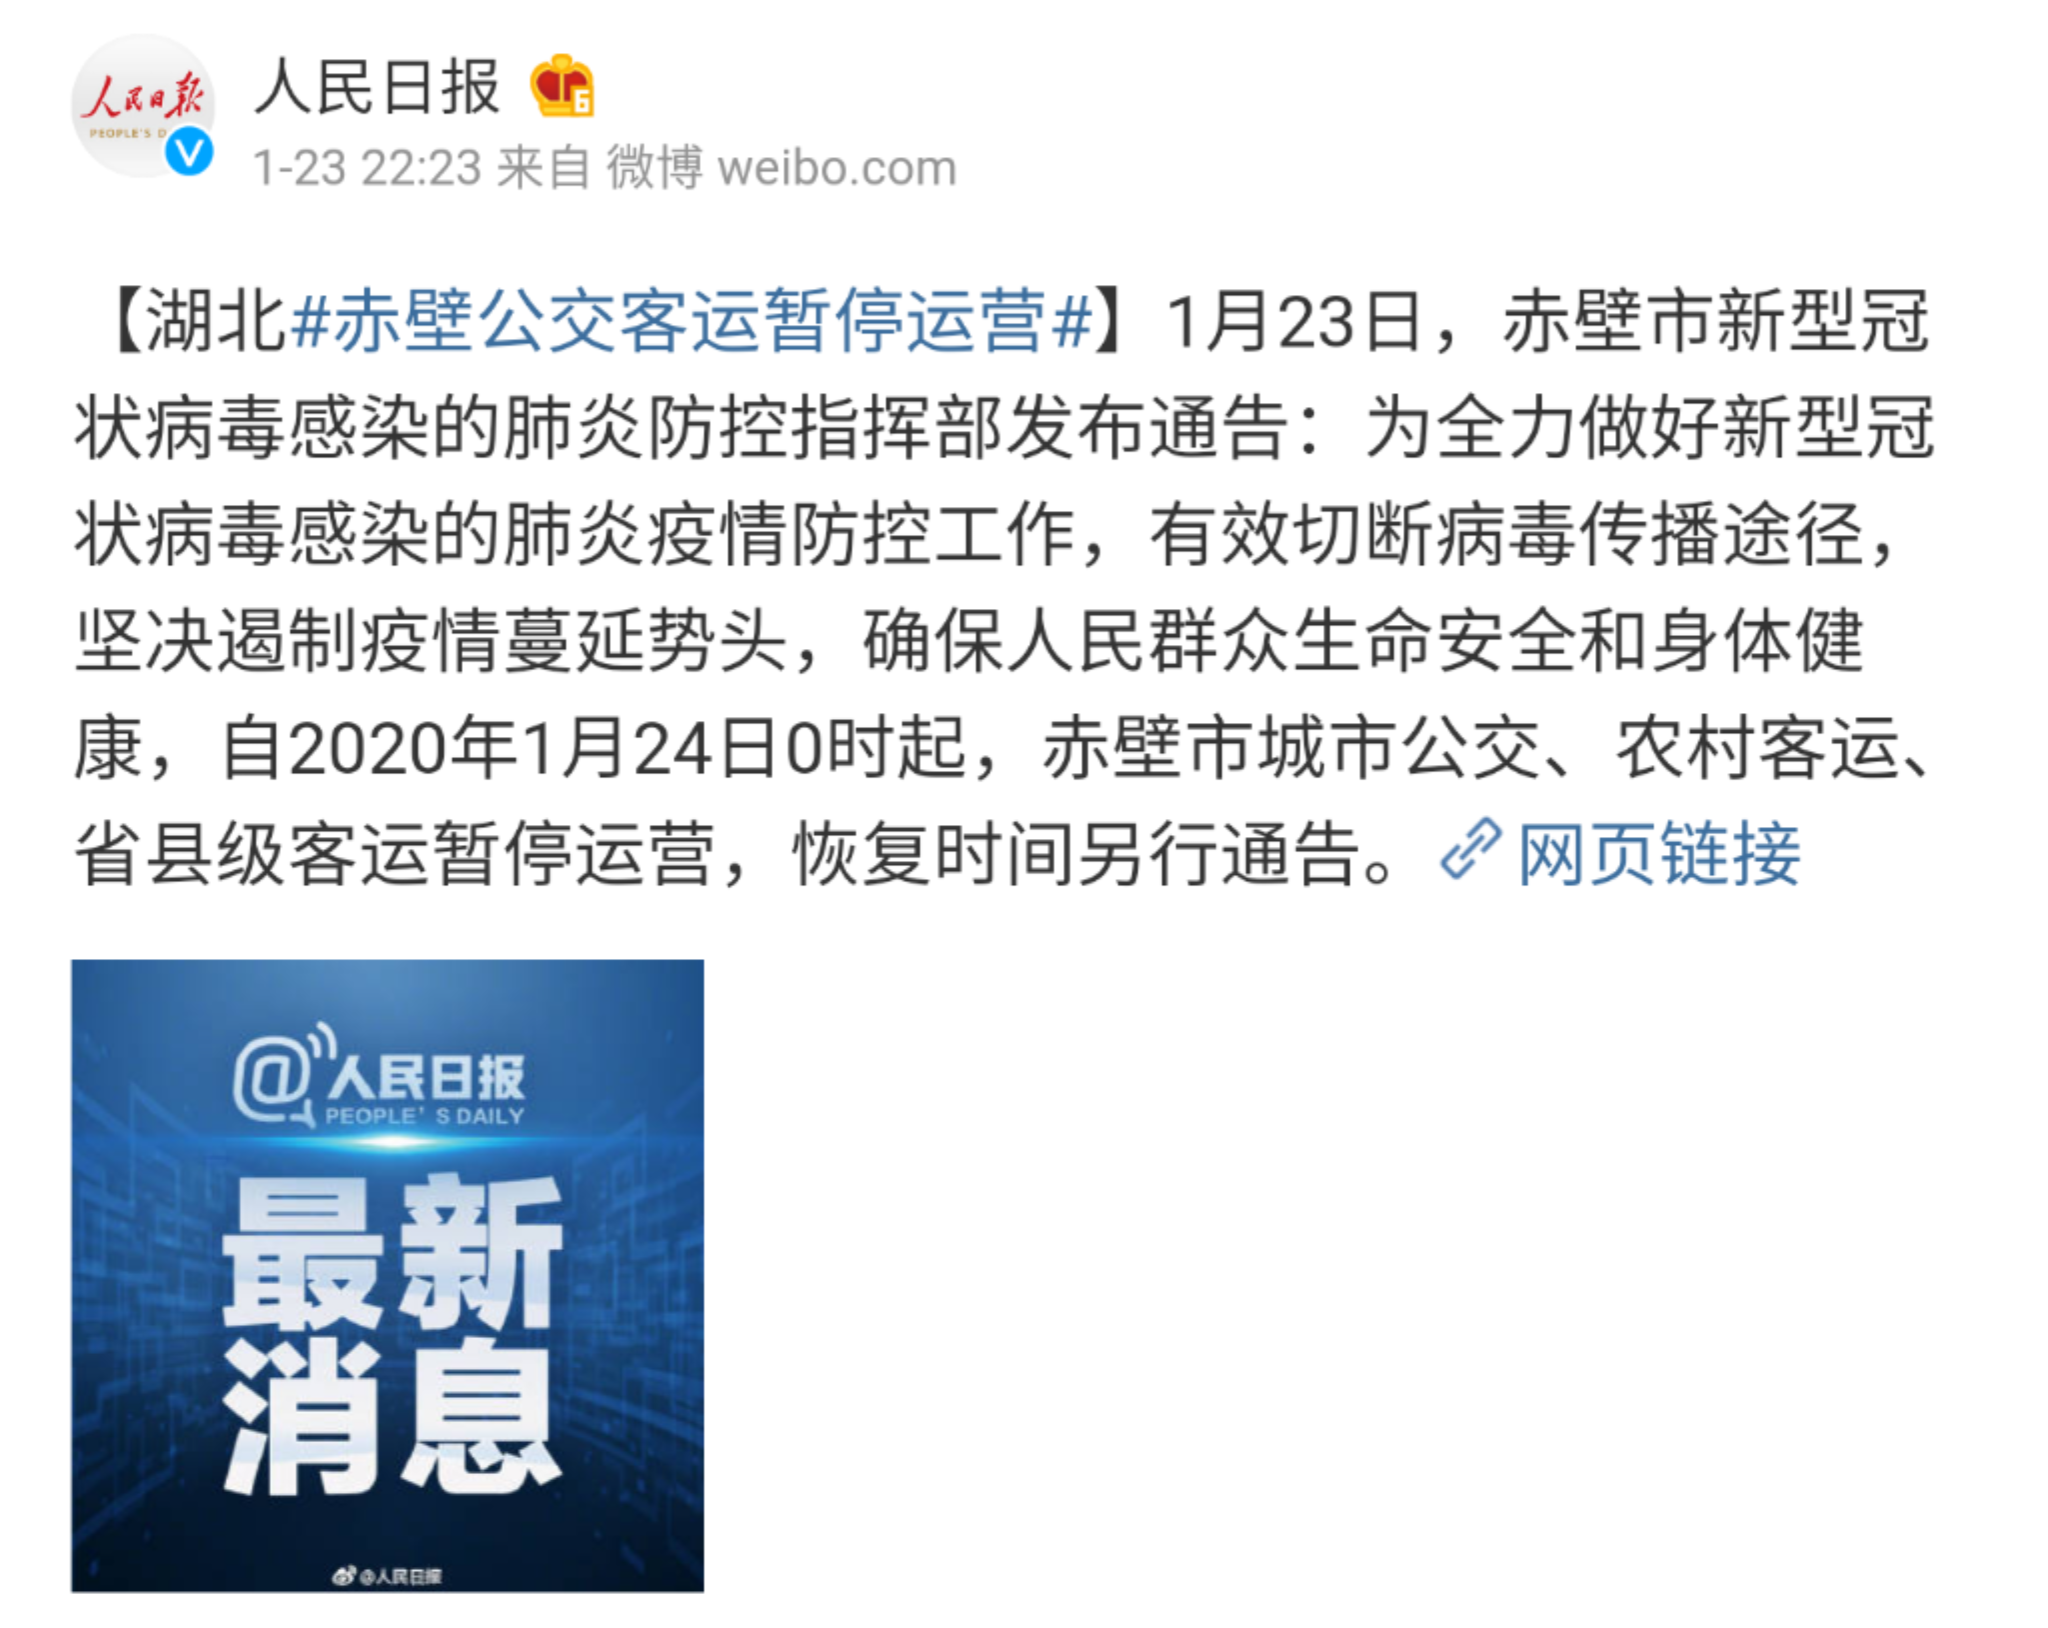 人民日报
PEOPLE'S D
人民日报
1-23 22:23 来自 微博 weibo.com
【湖北#赤壁公交客运暂停运营#】1月23日，赤壁市新型冠
状病毒感染的肺炎防控指挥部发布通告：为全力做好新型冠
状病毒感染的肺炎疫情防控工作，有效切断病毒传播途径，
坚决遏制疫情蔓延势头，确保人民群众生命安全和身体健
康，自2020年1月24日0时起，赤壁市城市公交、农村客运、
省县级客运暂停运营，恢复时间另行通告。网页链接
@人民日报
PEOPLE' S DAILY
最新
消息
@人民日报